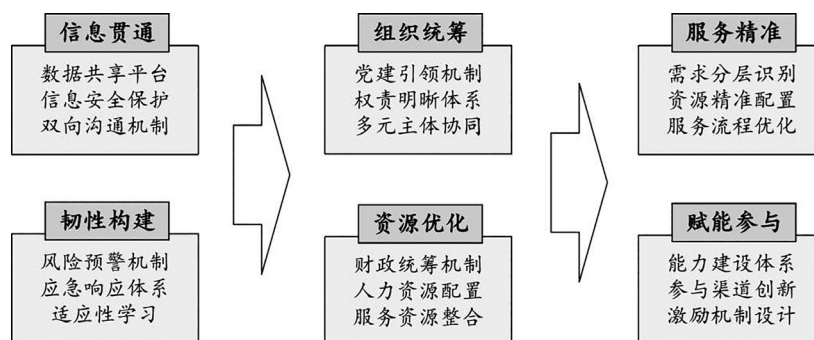 信息贯通
数据共享平台
信息安全保护
双向沟通机制
组织统筹
党建引领机制
权责明晰体系
多元主体协同
服务精准
需求分层识别
资源精准配置
服务流程优化
韧性构建
风险预警机制
应急响应体系
适应性学习
资源优化
财政统筹机制
人力资源配置
服务资源整合
赋能参与
能力建设体系
参与渠道创新
激励机制设计